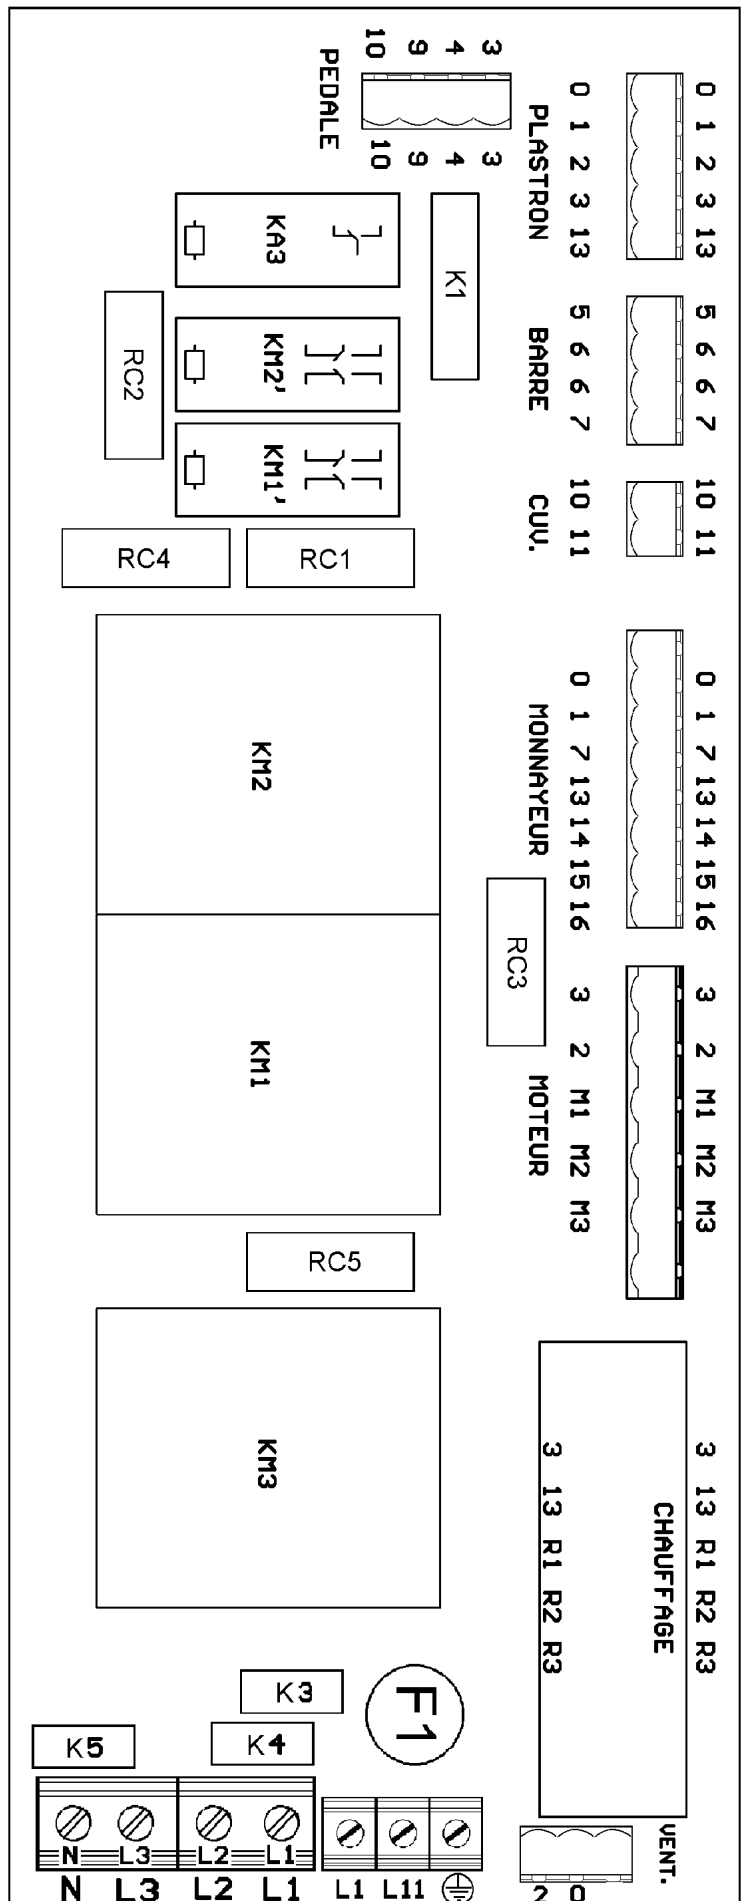 10 9 4 3
PEDALE
10 9 4 3
0 1 2 3 13
PLASTRON
0 1 2 3 13
KA3
K1
RC2
KM2'
KM1'
5 6 6 7
BARRE
5 6 6 7
10 11
CUV.
10 11
RC4
RC1
KM2
0 1 7 13 14 15 16
MONNAYEUR
0 1 7 13 14 15 16
RC3
KM1
3 2 M1 M2 M3
MOTEUR
3 2 M1 M2 M3
RC5
KM3
3 13 R1 R2 R3
CHAUFFAGE
3 13 R1 R2 R3
K3
F1
K5
K4
VENT.
N L3 L2 L1
N L3 L2 L1 L1 L11
2 0